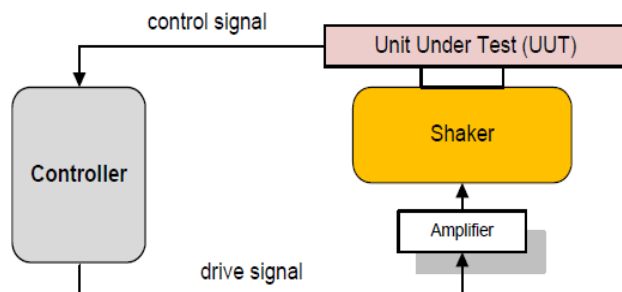 control signal
Unit Under Test (UUT)
Controller
Shaker
Amplifier
drive signal